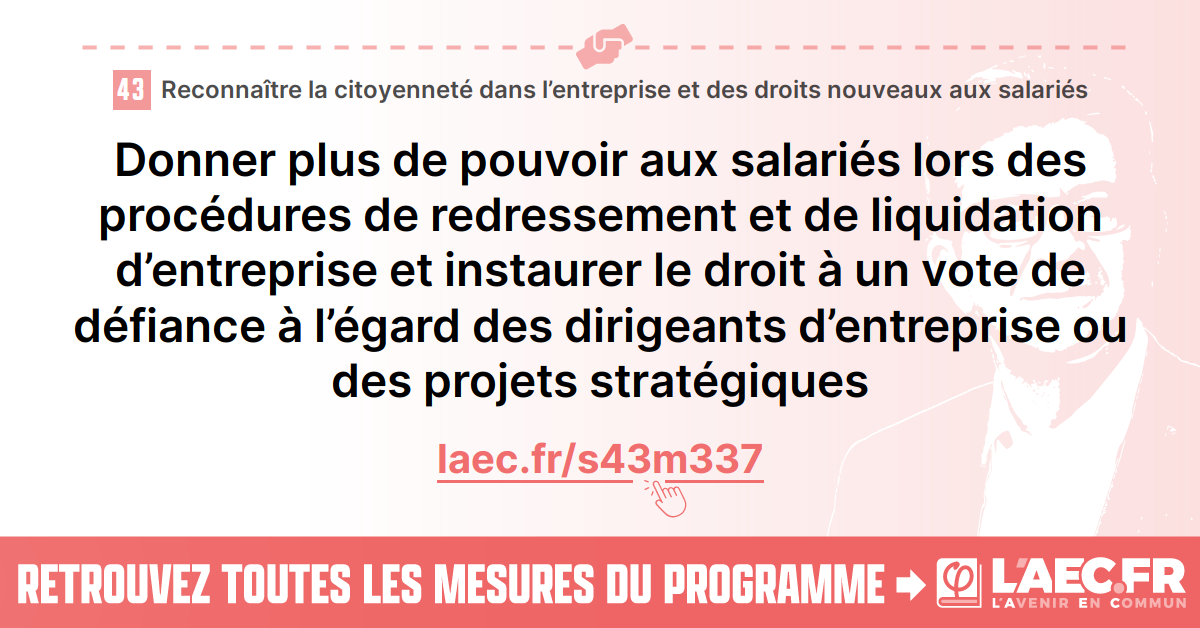 43 Reconnaître la citoyenneté dans l’entreprise et des droits nouveaux aux salariés
Donner plus de pouvoir aux salariés lors des
procédures de redressement et de liquidation
d’entreprise et instaurer le droit à un vote de
défiance à l’égard des dirigeants d’entreprise ou
des projets stratégiques
laec.fr/s43m337
RETROUVEZ TOUTES LES MESURES DU PROGRAMME
L'AEC.FR
L'AVENIR EN COMMUN